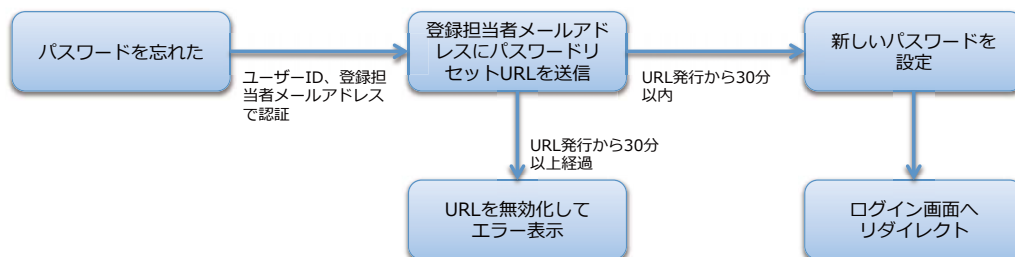 パスワードを忘れた
ユーザーID、登録担
当者メールアドレス
で認証
登録担当者メールアド
レスにパスワードリ
セットURLを送信
URL発行から30分
以内
新しいパスワードを
設定
URL発行から30分
以上経過
URLを無効化して
エラー表示
ログイン画面へ
リダイレクト